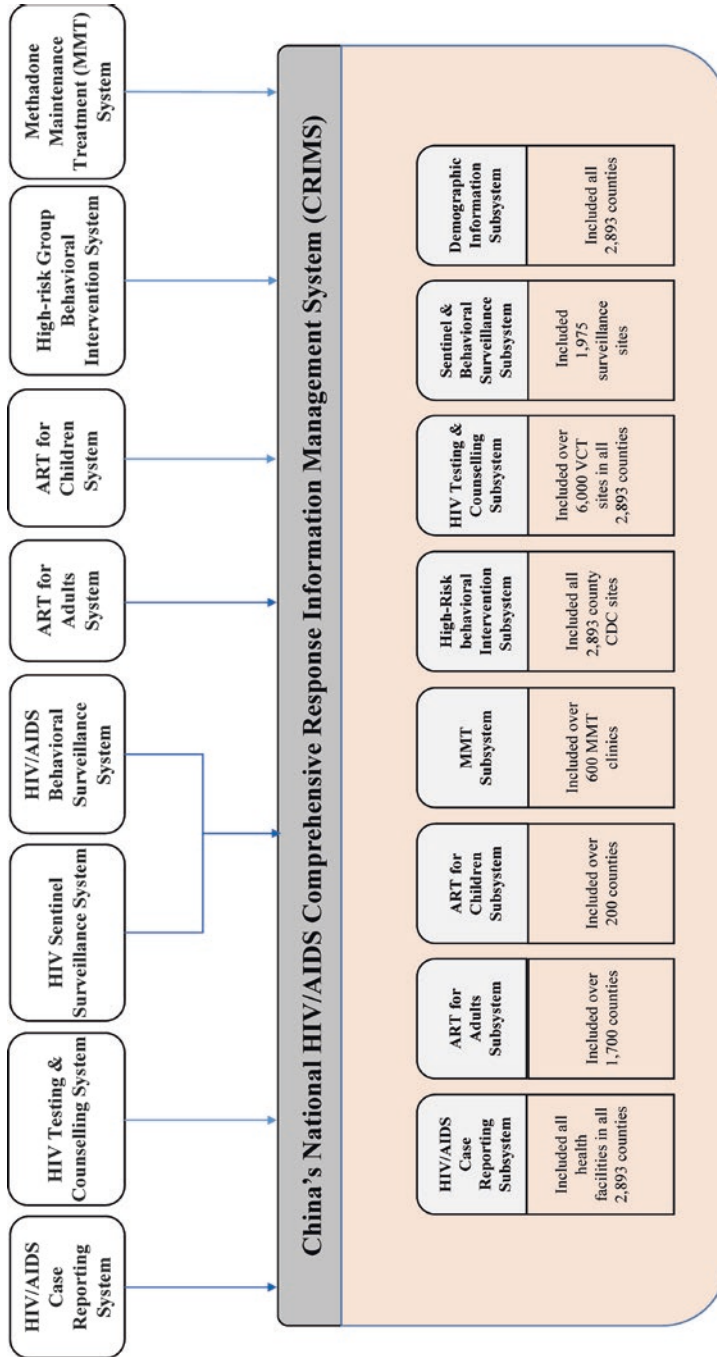 HIV/AIDS
Case
Reporting
System
HIV Testing &
Counselling System
HIV Sentinel
Surveillance System
HIV/AIDS
Behavioral
Surveillance
System
ART for
Adults System
ART for
Children
System
High-risk Group
Behavioral
Intervention System
Methadone
Maintenance
Treatment (MMT)
System
China’s National HIV/AIDS Comprehensive Response Information Management System (CRIMS)
HIV/AIDS
Case
Reporting
Subsystem
Included all
health
facilities in all
2,893 counties
ART for
Adults
Subsystem
Included over
1,700 counties
ART for
Children
Subsystem
Included over
200 counties
MMT
Subsystem
Included over
600 MMT
clinics
High-Risk
behavioral
Intervention
Subsystem
Included all
2,893 county
CDC sites
HIV Testing &
Counselling
Subsystem
Included over
6,000 VCT
sites in all
2,893 counties
Sentinel &
Behavioral
Surveillance
Subsystem
Included
1,975
surveillance
sites
Demographic
Information
Subsystem
Included all
2,893 counties